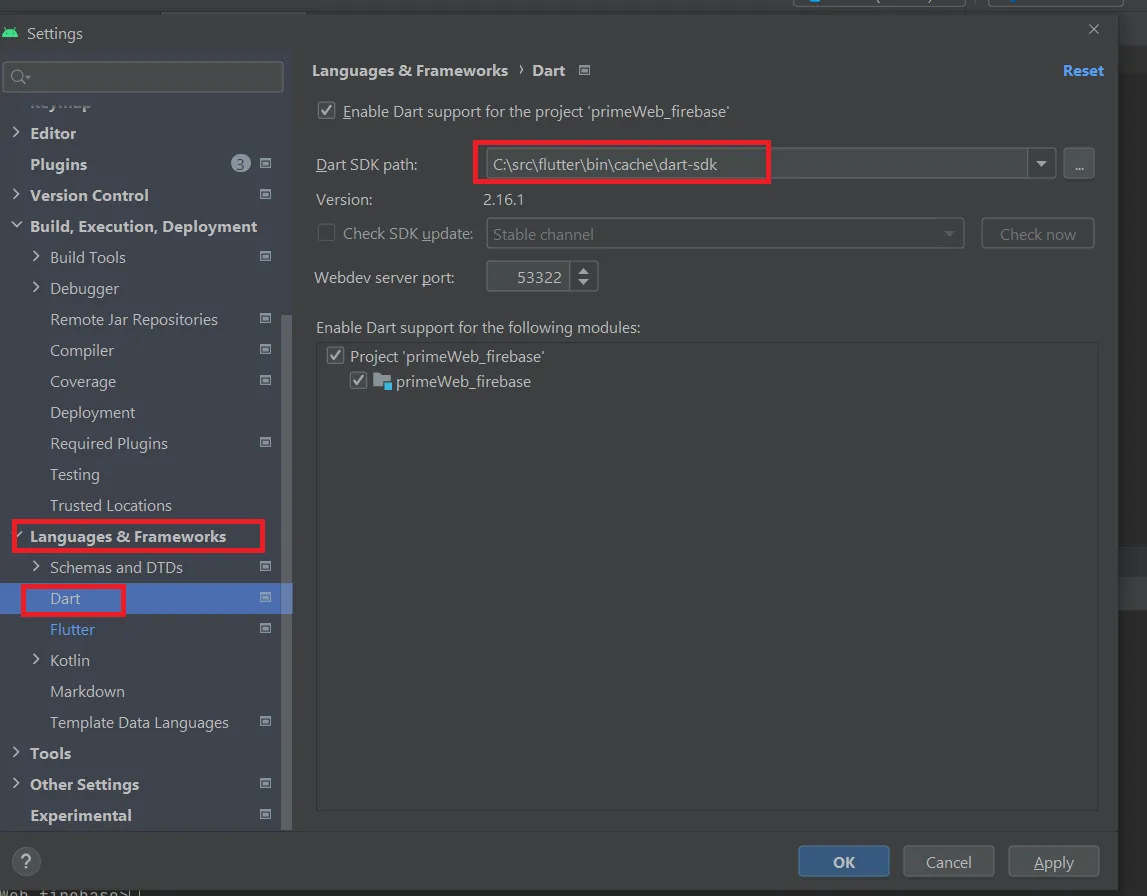 Settings
Languages & Frameworks › Dart
Reset
Keymap
Editor
Plugins 3
Version Control
Build, Execution, Deployment
Build Tools
Debugger
Remote Jar Repositories
Compiler
Coverage
Deployment
Required Plugins
Testing
Trusted Locations
Languages & Frameworks
Schemas and DTDs
Dart
Flutter
Kotlin
Markdown
Template Data Languages
Tools
Other Settings
Experimental
Enable Dart support for the project 'primeWeb_firebase'
Dart SDK path: C:\src\flutter\bin\cache\dart-sdk ...
Version: 2.16.1
Check SDK update: Stable channel Check now
Webdev server port: 53322
Enable Dart support for the following modules:
Project 'primeWeb_firebase'
primeWeb_firebase
? OK Cancel Apply